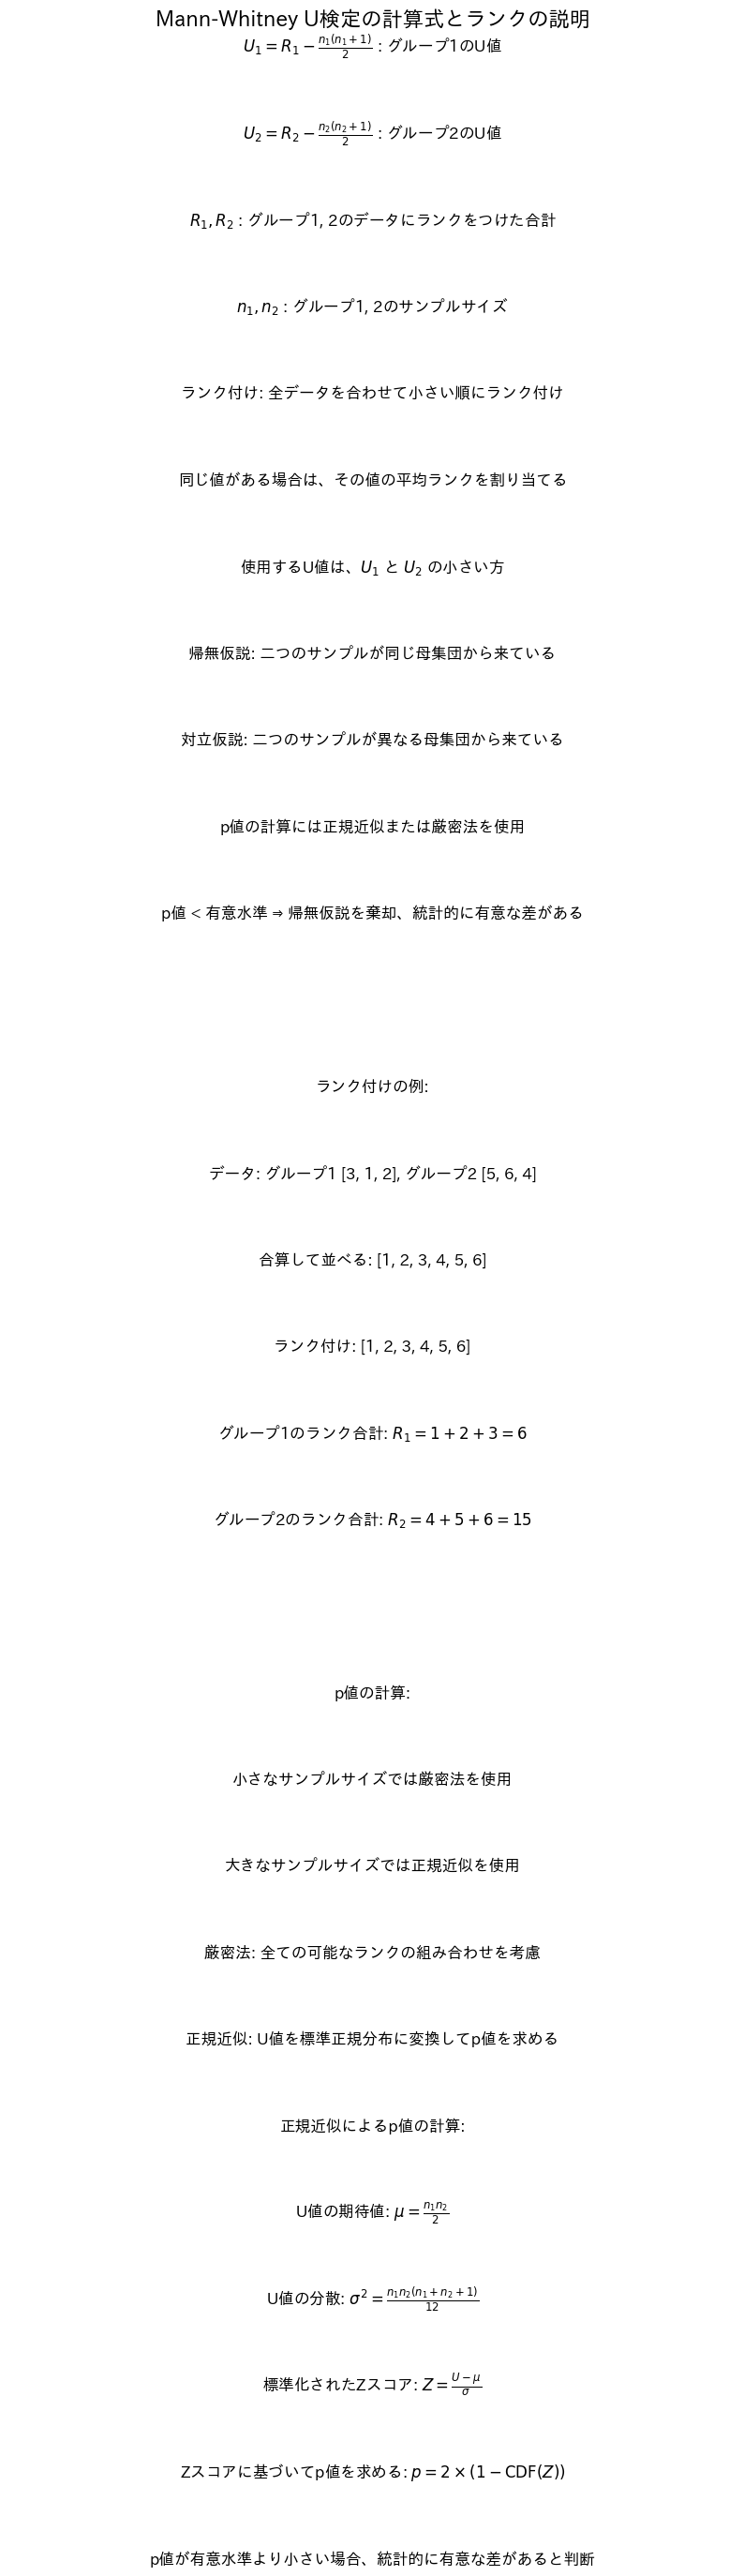 Mann-Whitney U検定の計算式とランクの説明
$U_1 = R_1 - \frac{n_1(n_1+1)}{2}$ : グループ1のU値
$U_2 = R_2 - \frac{n_2(n_2+1)}{2}$ : グループ2のU値
$R_1, R_2$ : グループ1, 2のデータにランクをつけた合計
$n_1, n_2$ : グループ1, 2のサンプルサイズ
ランク付け: 全データを合わせて小さい順にランク付け
同じ値がある場合は、その値の平均ランクを割り当てる
使用するU値は、$U_1$ と $U_2$ の小さい方
帰無仮説: 二つのサンプルが同じ母集団から来ている
対立仮説: 二つのサンプルが異なる母集団から来ている
p値の計算には正規近似または厳密法を使用
p値 < 有意水準 ⇒ 帰無仮説を棄却、統計的に有意な差がある
ランク付けの例:
データ: グループ1 [3, 1, 2], グループ2 [5, 6, 4]
合算して並べる: [1, 2, 3, 4, 5, 6]
ランク付け: [1, 2, 3, 4, 5, 6]
グループ1のランク合計: $R_1 = 1 + 2 + 3 = 6$
グループ2のランク合計: $R_2 = 4 + 5 + 6 = 15$
p値の計算:
小さなサンプルサイズでは厳密法を使用
大きなサンプルサイズでは正規近似を使用
厳密法: 全ての可能なランクの組み合わせを考慮
正規近似: U値を標準正規分布に変換してp値を求める
正規近似によるp値の計算:
U値の期待値: $\mu = \frac{n_1 n_2}{2}$
U値の分散: $\sigma^2 = \frac{n_1 n_2(n_1+n_2+1)}{12}$
標準化されたZスコア: $Z = \frac{U-\mu}{\sigma}$
Zスコアに基づいてp値を求める: $p = 2 \times (1 - \mathrm{CDF}(Z))$
p値が有意水準より小さい場合、統計的に有意な差があると判断